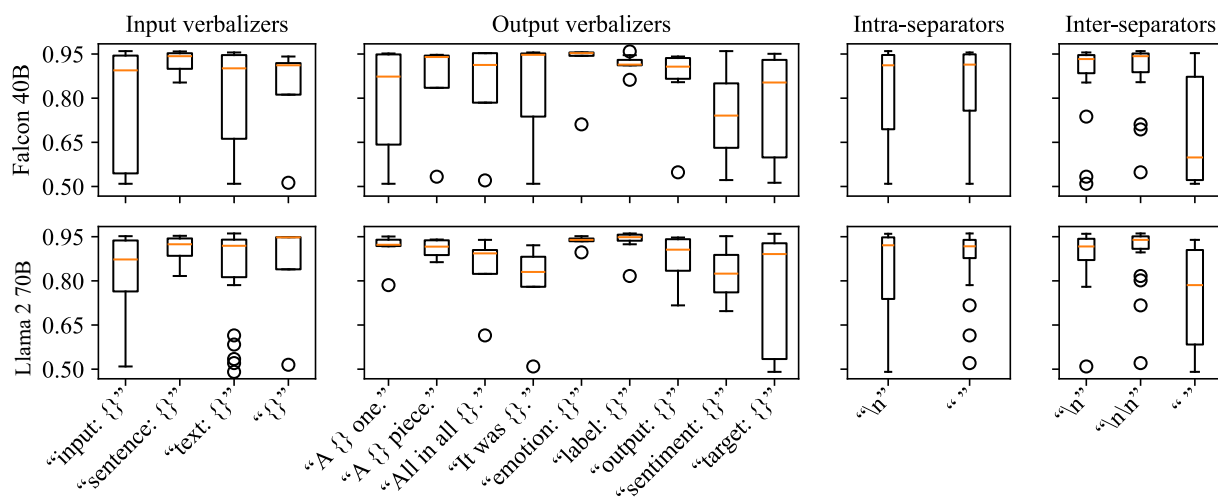 Input verbalizers
Output verbalizers
Intra-separators
Inter-separators
Falcon 40B
0.95
0.80
0.65
0.50
Llama 2 70B
0.95
0.80
0.65
0.50
“input: {}”
“sentence: {}”
“text: {}”
“{}”
“A {} one.”
“A {} piece.”
“All in all {}.”
“It was {}.”
“emotion: {}”
“label: {}”
“output: {}”
“sentiment: {}”
“target: {}”
“\n”
“ ”
“\n”
“\n\n”
“ ”